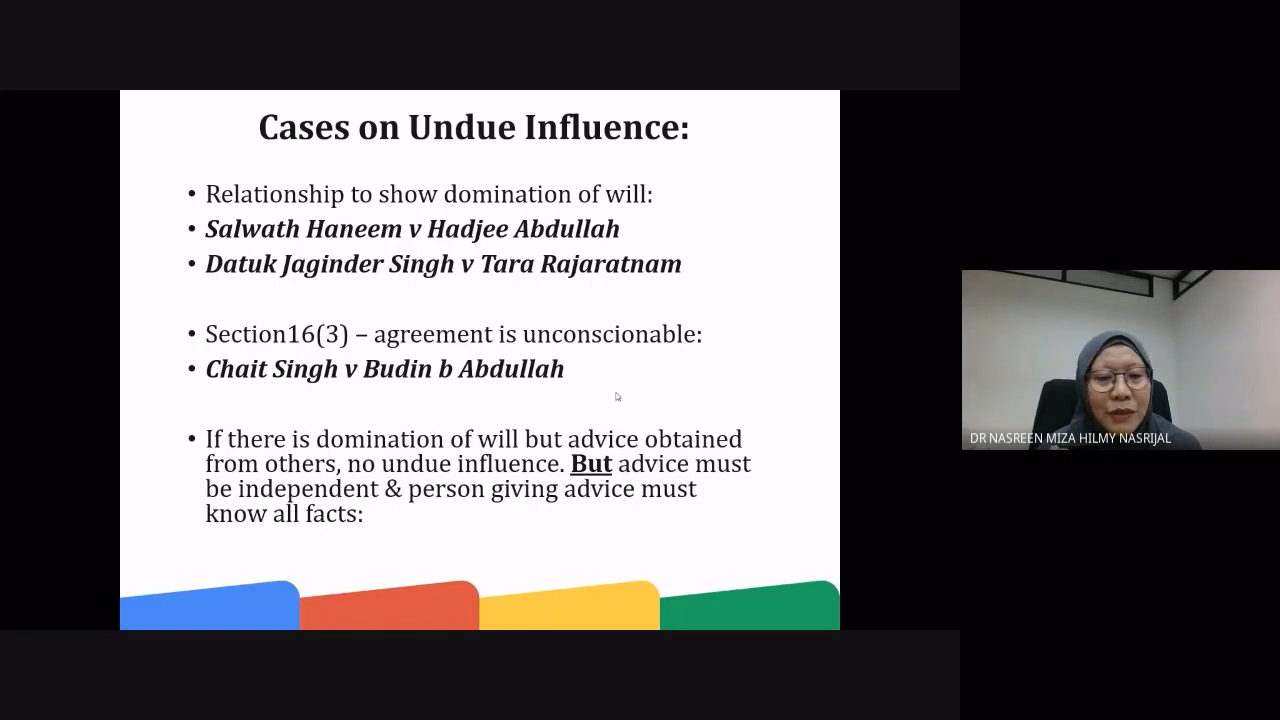 Cases on Undue Influence:
• Relationship to show domination of will:
• Salwath Haneem v Hadjee Abdullah
• Datuk Jaginder Singh v Tara Rajaratnam
• Section16(3) – agreement is unconscionable:
• Chait Singh v Budin b Abdullah
• If there is domination of will but advice obtained
from others, no undue influence. But advice must
be independent & person giving advice must
know all facts:
DR NASREEN MIZA HILMY NASRIJAL